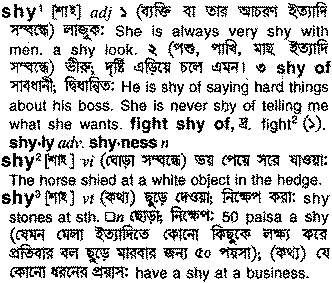 shy¹ [শাই] adj ১ (ব্যক্তি বা তার আচরণ ইত্যাদি
সম্বন্ধে) লাজুক: She is always very shy with
men. a shy look. ২ (পশু, পাখি, মাছ ইত্যাদি
সম্বন্ধে) ভীরু; দৃষ্টি এড়িয়ে চলে এমন। ৩ shy of
সাবধানী, দ্বিধান্বিত: He is shy of saying hard things
about his boss. She is never shy of telling me
what she wants. fight shy of, দ্র. fight² (১).
shy·ly adv. shy·ness n
shy² [শাই] vi (ঘোড়া সম্বন্ধে) ভয় পেয়ে সরে যাওয়া:
The horse shied at a white object in the hedge.
shy³ [শাই] vt (কথ্য) ছুড়ে দেওয়া; নিক্ষেপ করা: shy
stones at sth. □n ছোড়া; নিক্ষেপ: 50 paisa a shy
(যেমন মেলা ইত্যাদিতে কোনো কিছুকে লক্ষ্য করে
প্রতিবার বল ছুড়ে মারবার জন্য ৫০ পয়সা); (কথ্য) যে
কোনো ধরনের প্রয়াস: have a shy at a business.